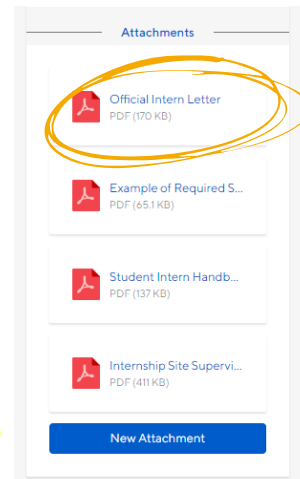 Attachments
Official Intern Letter
PDF (170 KB)
Example of Required S...
PDF (65.1 KB)
Student Intern Handb...
PDF (137 KB)
Internship Site Supervi...
PDF (411 KB)
New Attachment